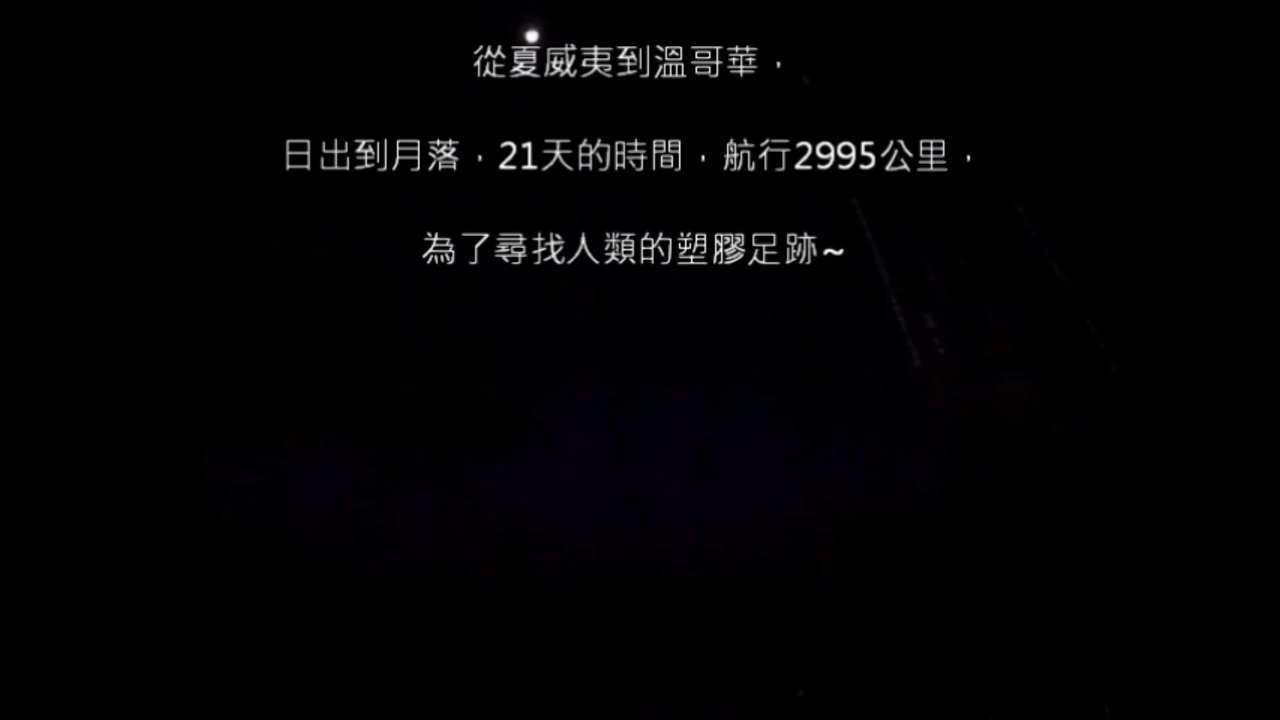 從夏威夷到溫哥華，
日出到月落，21天的時間，航行2995公里，
為了尋找人類的塑膠足跡~